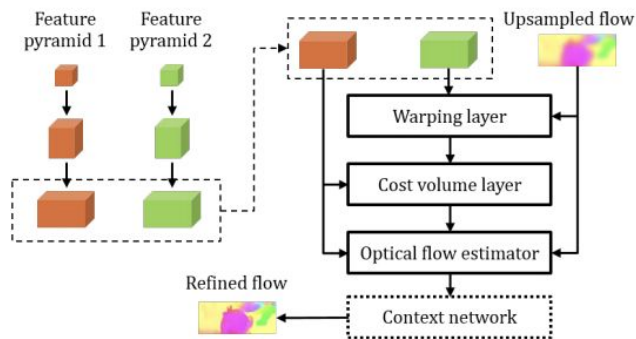 Feature
pyramid 1
Feature
pyramid 2
Upsampled flow
Warping layer
Cost volume layer
Optical flow estimator
Refined flow
Context network